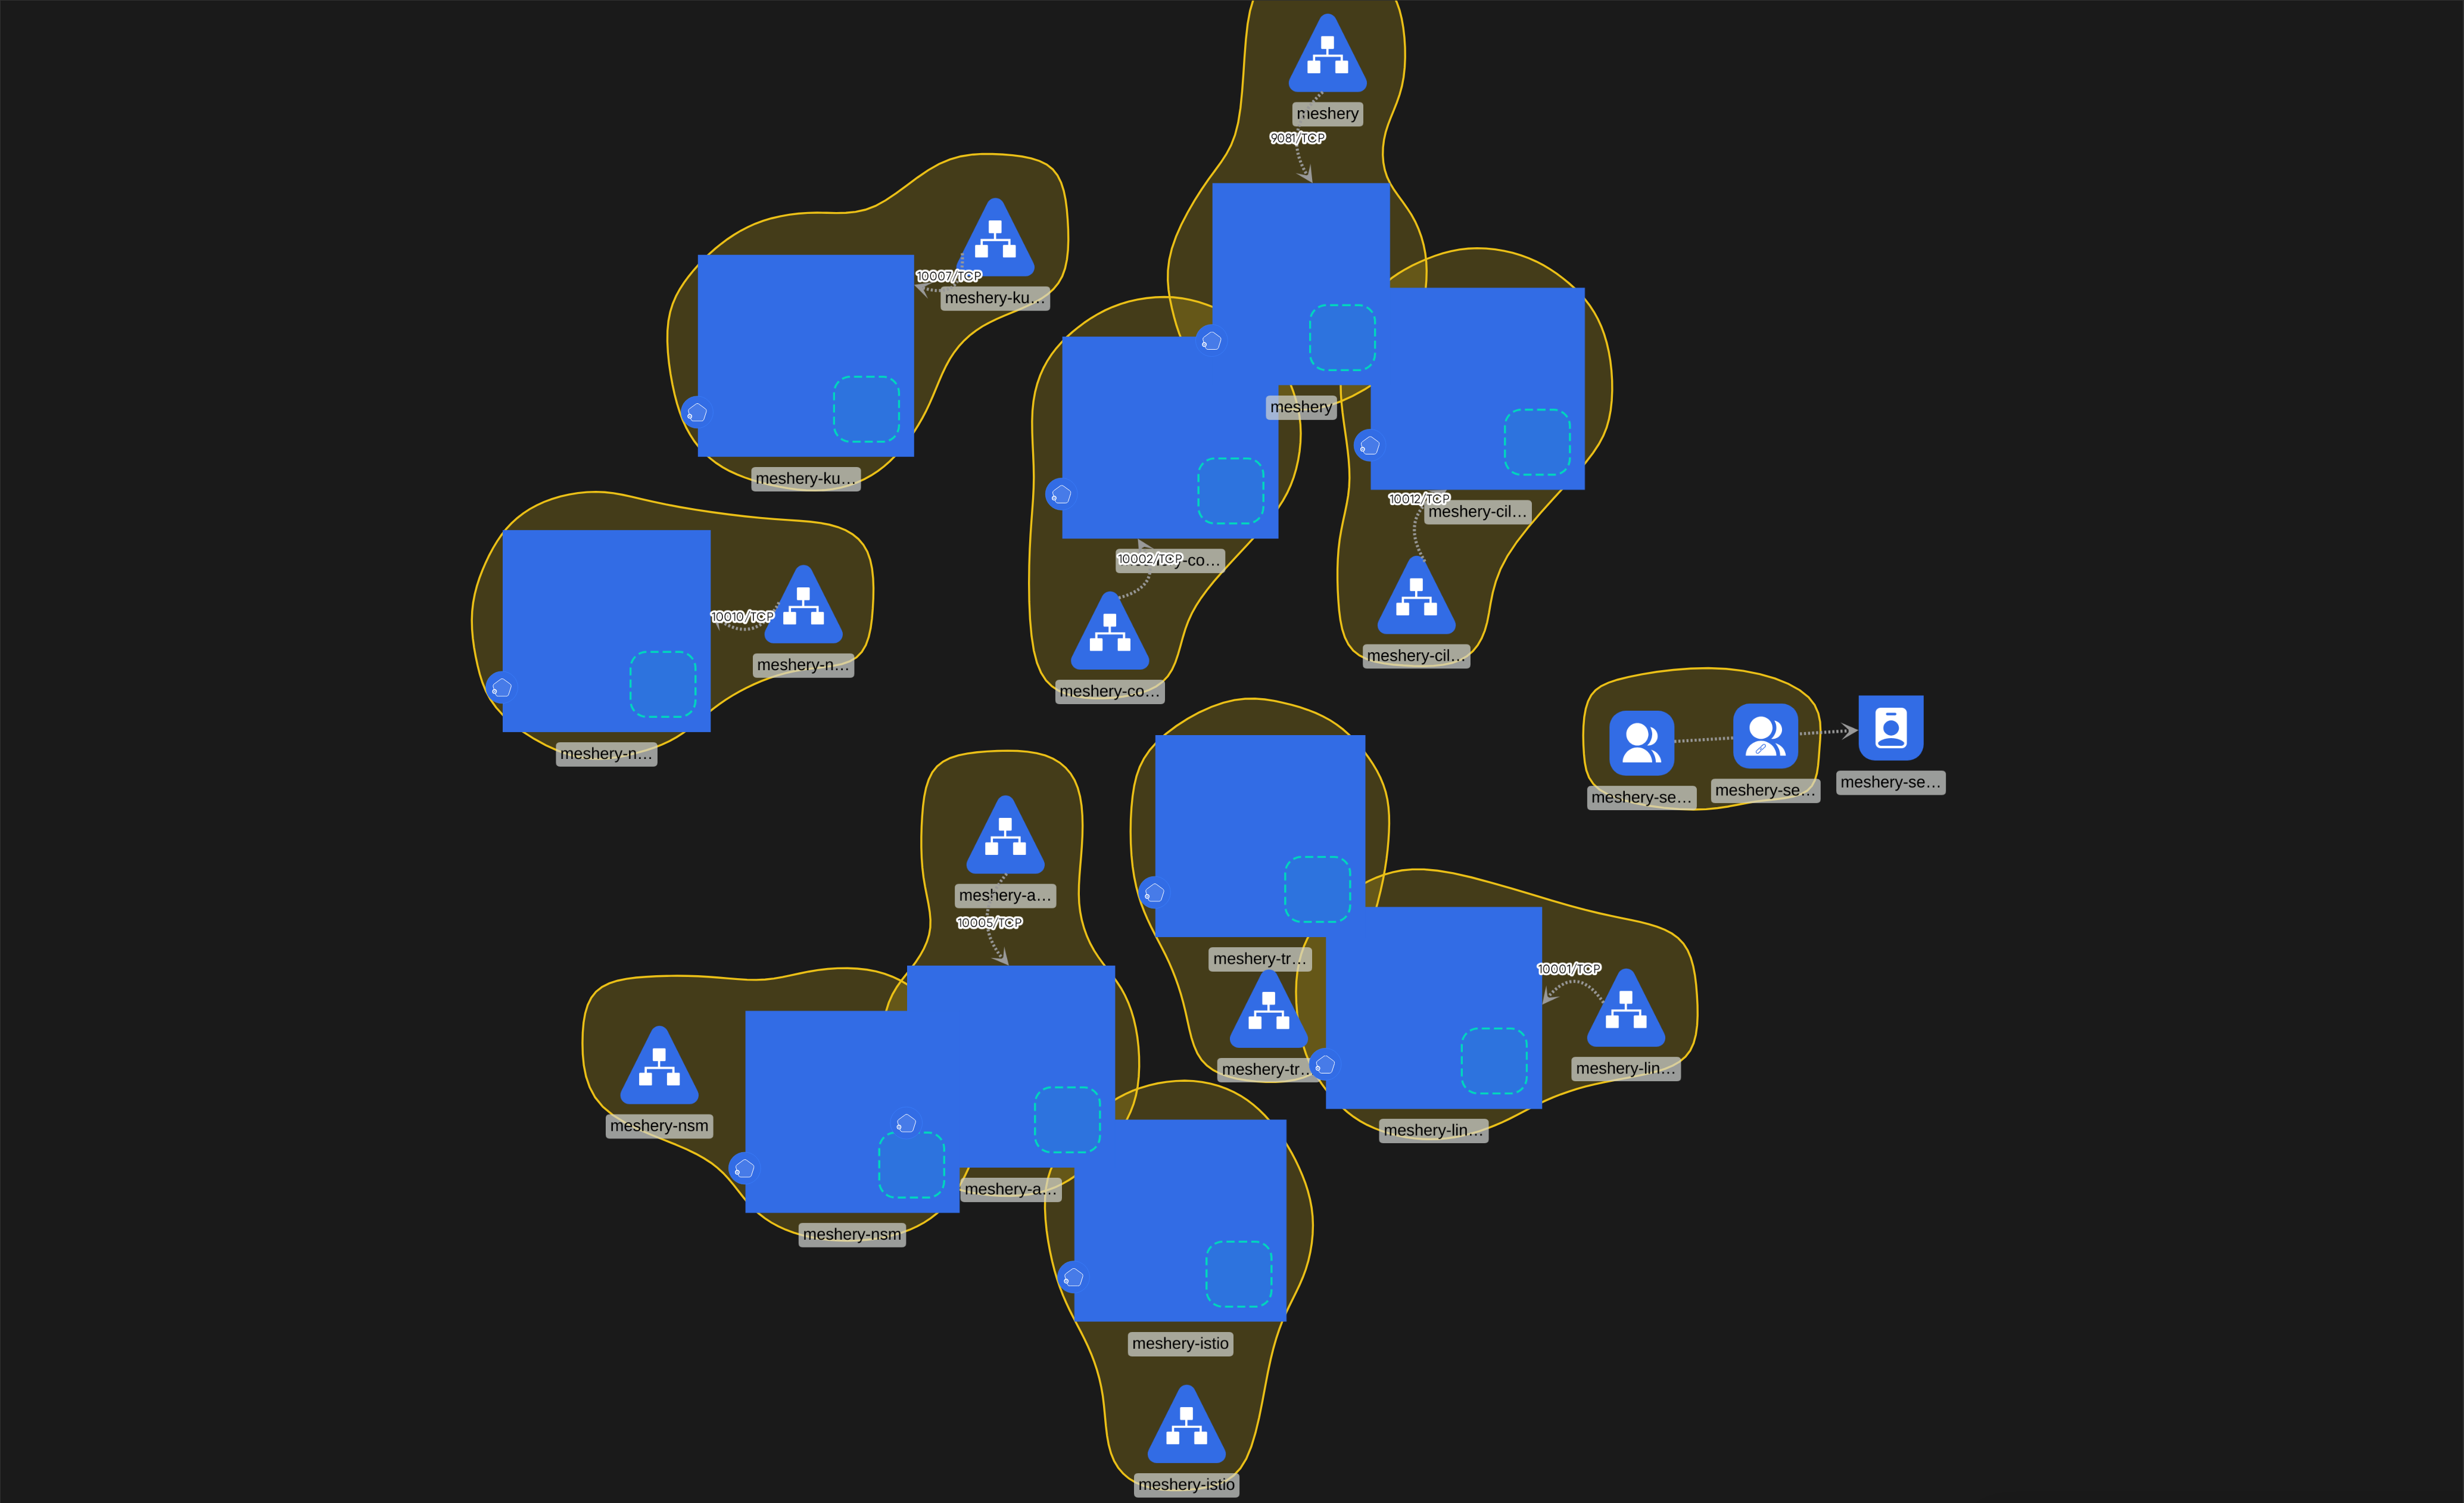 meshery
9081/TCP
10007/TCP
meshery-ku...
meshery
meshery-ku...
10012/TCP
meshery-cil...
10002/TCP
10010/TCP
meshery-n...
meshery-cil...
meshery-co...
meshery-n...
meshery-se...
meshery-se...
meshery-se...
meshery-a...
10005/TCP
meshery-tr...
10001/TCP
meshery-lin...
meshery-tr...
meshery-nsm
meshery-lin...
meshery-a...
meshery-nsm
meshery-istio
meshery-istio